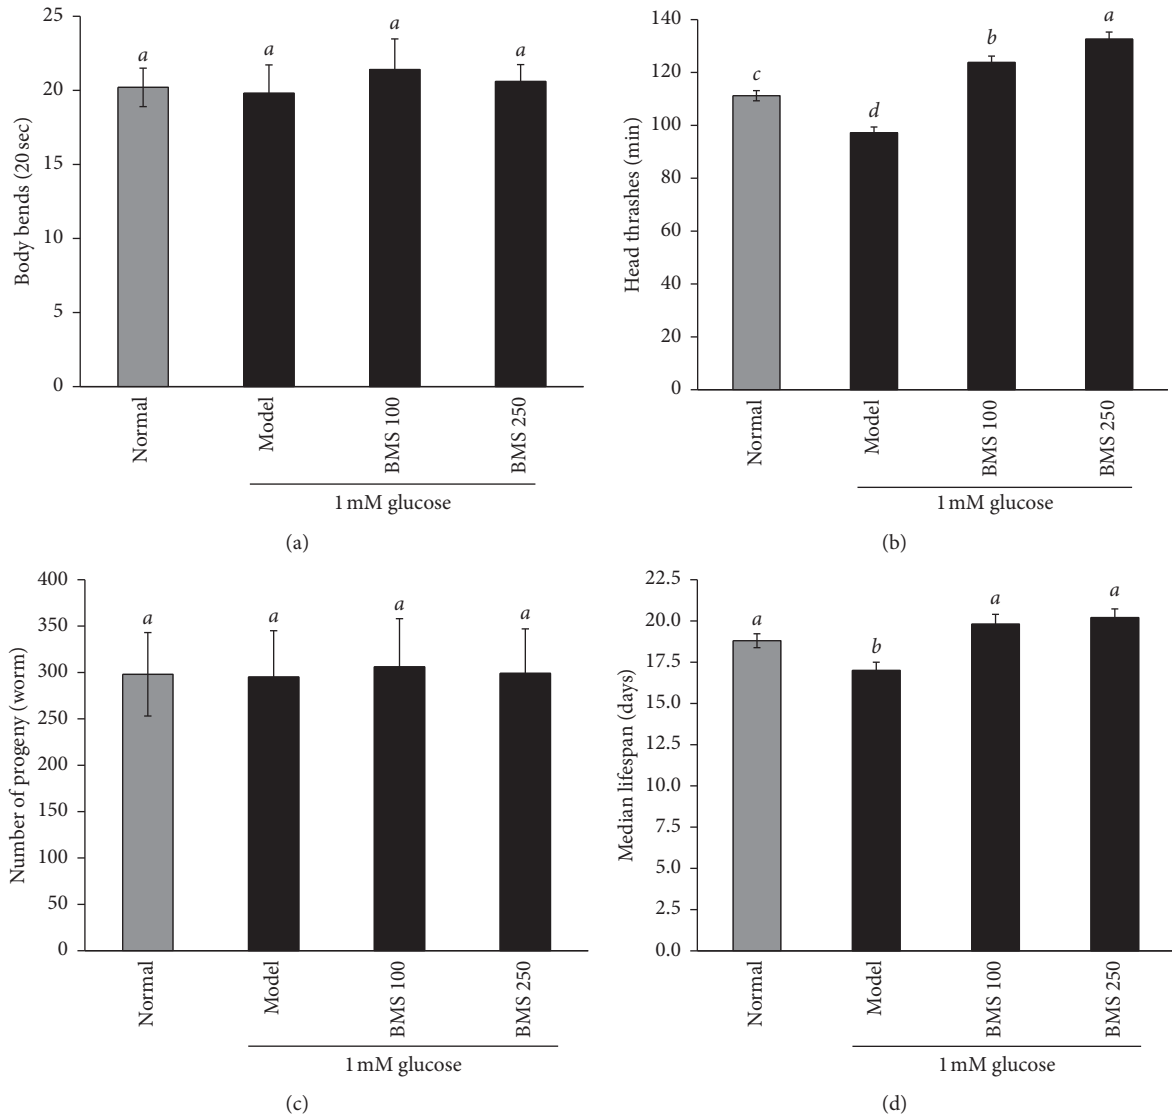 25
20
15
10
5
0
Body bends (20 sec)
a
a
a
a
Normal
Model
BMS 100
BMS 250
1 mM glucose
(a)
140
120
100
80
60
40
20
0
Head thrashes (min)
c
d
b
a
Normal
Model
BMS 100
BMS 250
1 mM glucose
(b)
400
350
300
250
200
150
100
50
0
Number of progeny (worm)
a
a
a
a
Normal
Model
BMS 100
BMS 250
1 mM glucose
(c)
22.5
20.0
17.5
15.0
12.5
10.0
7.5
5.0
2.5
0.0
Median lifespan (days)
a
b
a
a
Normal
Model
BMS 100
BMS 250
1 mM glucose
(d)